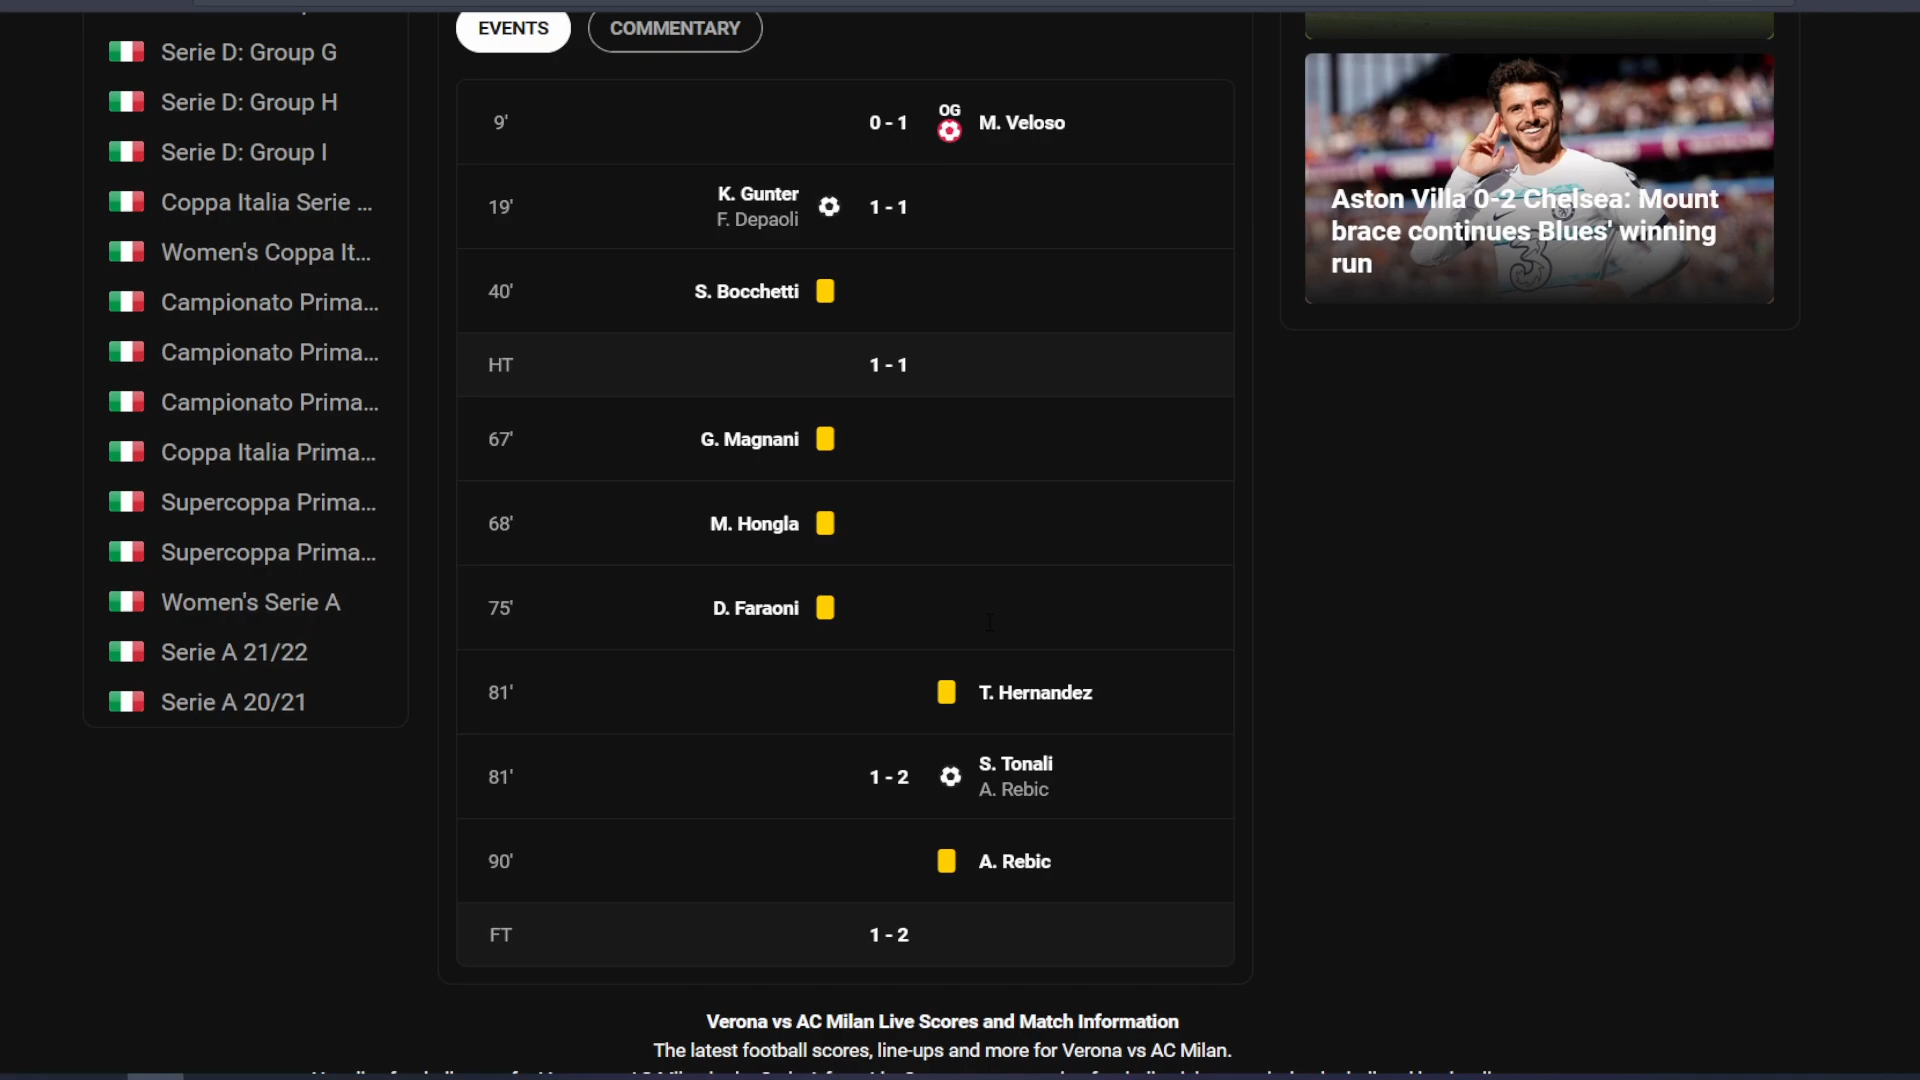 Serie D: Group G
Serie D: Group H
Serie D: Group I
Coppa Italia Serie ...
Women's Coppa It...
Campionato Prima...
Campionato Prima...
Campionato Prima...
Coppa Italia Prima...
Supercoppa Prima...
Supercoppa Prima...
Women's Serie A
Serie A 21/22
Serie A 20/21
EVENTS COMMENTARY
9' 0 - 1 OG M. Veloso
19' K. Gunter 1 - 1
F. Depaoli
40' S. Bocchetti
HT 1 - 1
67' G. Magnani
68' M. Hongla
75' D. Faraoni
81' T. Hernandez
81' 1 - 2 S. Tonali
A. Rebic
90' A. Rebic
FT 1 - 2
Verona vs AC Milan Live Scores and Match Information
The latest football scores, line-ups and more for Verona vs AC Milan.
Aston Villa 0-2 Chelsea: Mount
brace continues Blues' winning
run
3